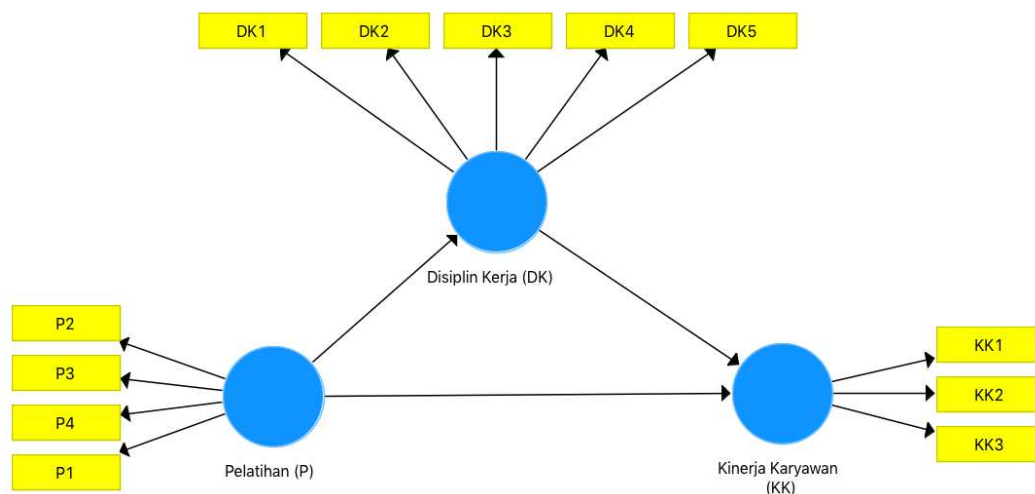 DK1 DK2 DK3 DK4 DK5
Disiplin Kerja (DK)
P2
P3
P4
P1
Pelatihan (P)
KK1
KK2
KK3
Kinerja Karyawan
(KK)